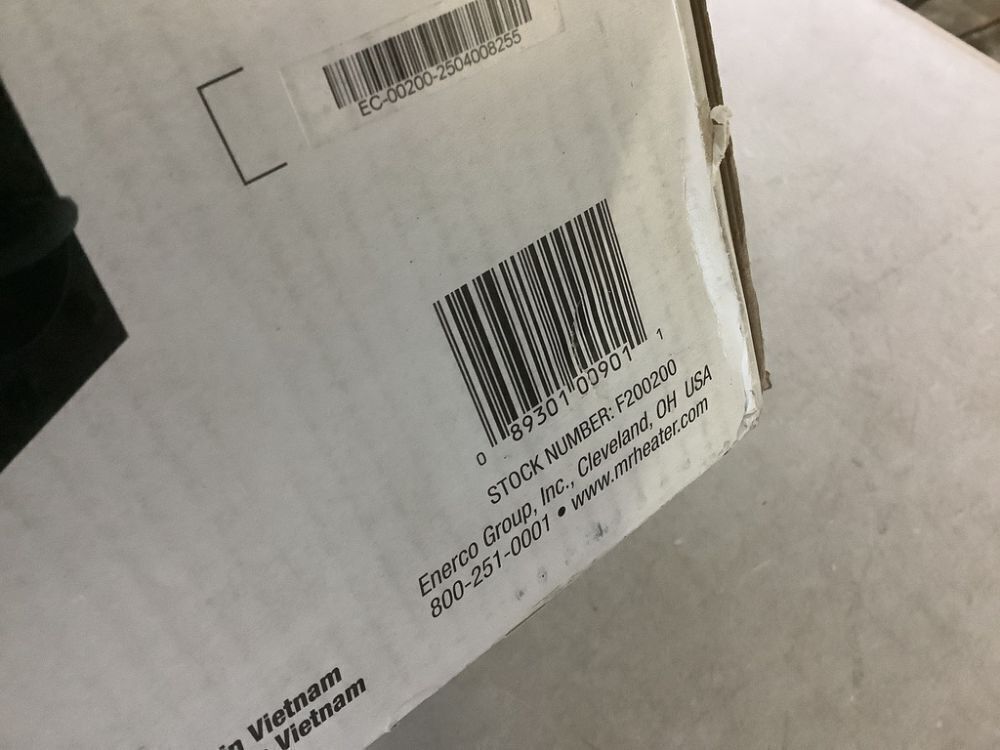 EC-00200-2504008255
0 89301 00901 1
STOCK NUMBER: F200200
Enerco Group, Inc., Cleveland, OH USA
800-251-0001 • www.mrheater.com
in Vietnam
Vietnam